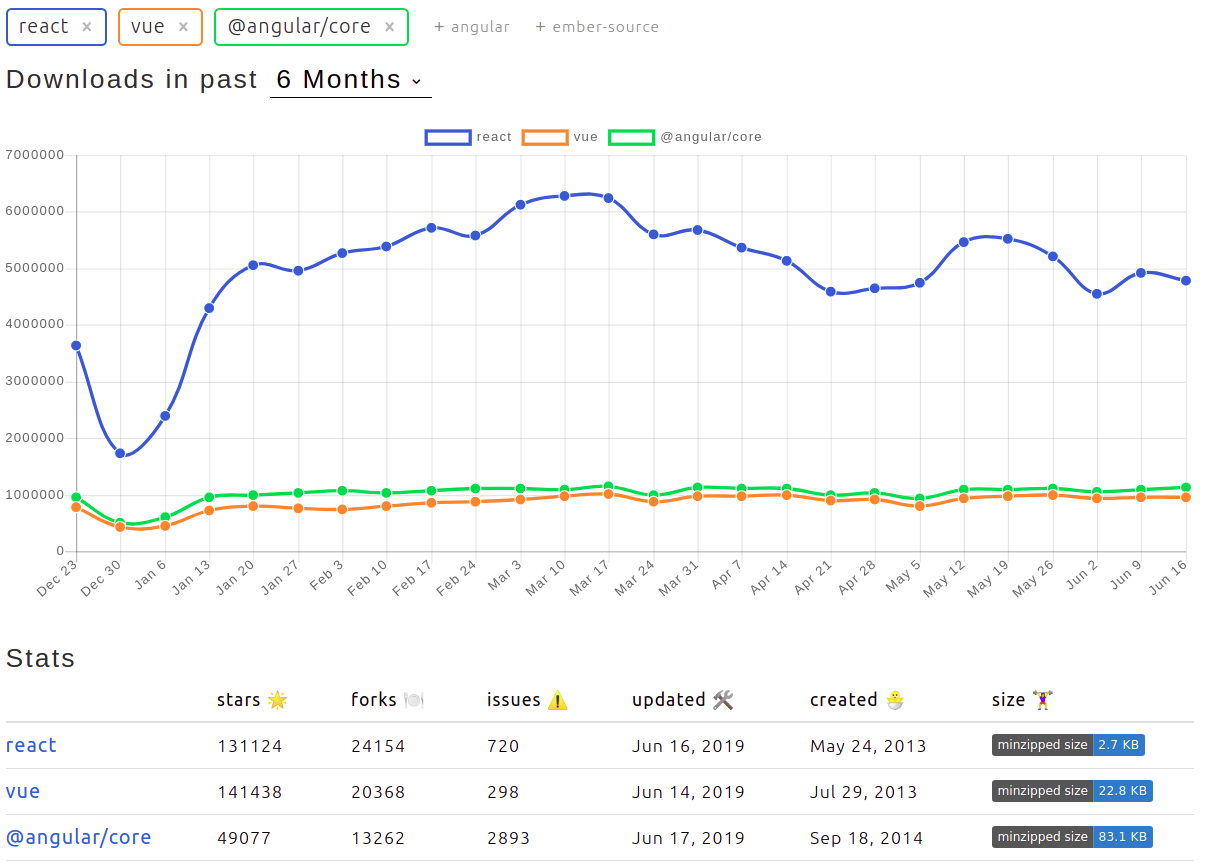 react × vue × @angular/core × + angular + ember-source
Downloads in past 6 Months
react vue @angular/core
7000000
6000000
5000000
4000000
3000000
2000000
1000000
0
Dec 23 Dec 30 Jan 6 Jan 13 Jan 20 Jan 27 Feb 3 Feb 10 Feb 17 Feb 24 Mar 3 Mar 10 Mar 17 Mar 24 Mar 31 Apr 7 Apr 14 Apr 21 Apr 28 May 5 May 12 May 19 May 26 Jun 2 Jun 9 Jun 16
Stats
stars 🌟 forks 🍽️ issues ⚠️ updated 🛠️ created 🐣 size 🏋️‍♀️
react 131124 24154 720 Jun 16, 2019 May 24, 2013 minzipped size 2.7 KB
vue 141438 20368 298 Jun 14, 2019 Jul 29, 2013 minzipped size 22.8 KB
@angular/core 49077 13262 2893 Jun 17, 2019 Sep 18, 2014 minzipped size 83.1 KB